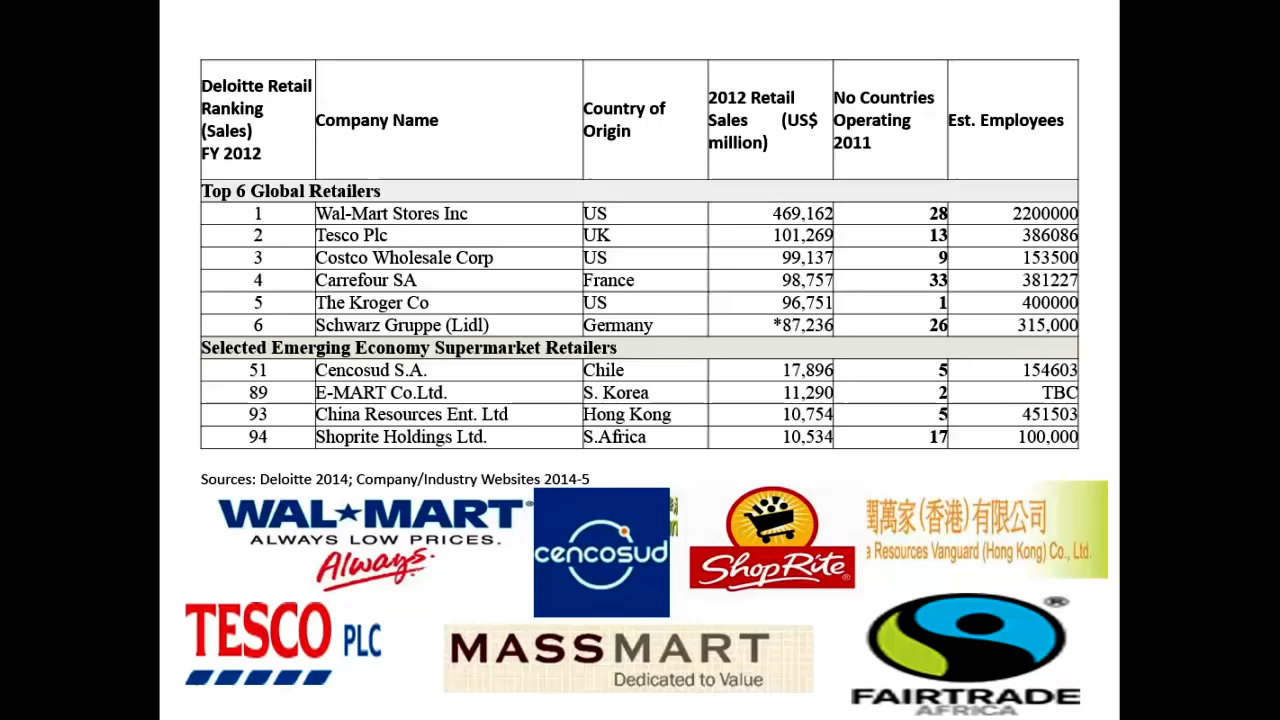 Deloitte Retail Ranking (Sales) FY 2012 Company Name Country of Origin 2012 Retail Sales (US$ million) No Countries Operating 2011 Est. Employees
Top 6 Global Retailers
1 Wal-Mart Stores Inc US 469,162 28 2200000
2 Tesco Plc UK 101,269 13 386086
3 Costco Wholesale Corp US 99,137 9 153500
4 Carrefour SA France 98,757 33 381227
5 The Kroger Co US 96,751 1 400000
6 Schwarz Gruppe (Lidl) Germany *87,236 26 315,000
Selected Emerging Economy Supermarket Retailers
51 Cencosud S.A. Chile 17,896 5 154603
89 E-MART Co.Ltd. S. Korea 11,290 2 TBC
93 China Resources Ent. Ltd Hong Kong 10,754 5 451503
94 Shoprite Holdings Ltd. S.Africa 10,534 17 100,000
Sources: Deloitte 2014; Company/Industry Websites 2014-5
WAL★MART®
ALWAYS LOW PRICES.
Always.
cencosud
ShopRite®
萬家(香港)有限公司
a Resources Vanguard (Hong Kong) Co., Ltd.
TESCO PLC
MASSMART
Dedicated to Value
®
FAIRTRADE
AFRICA